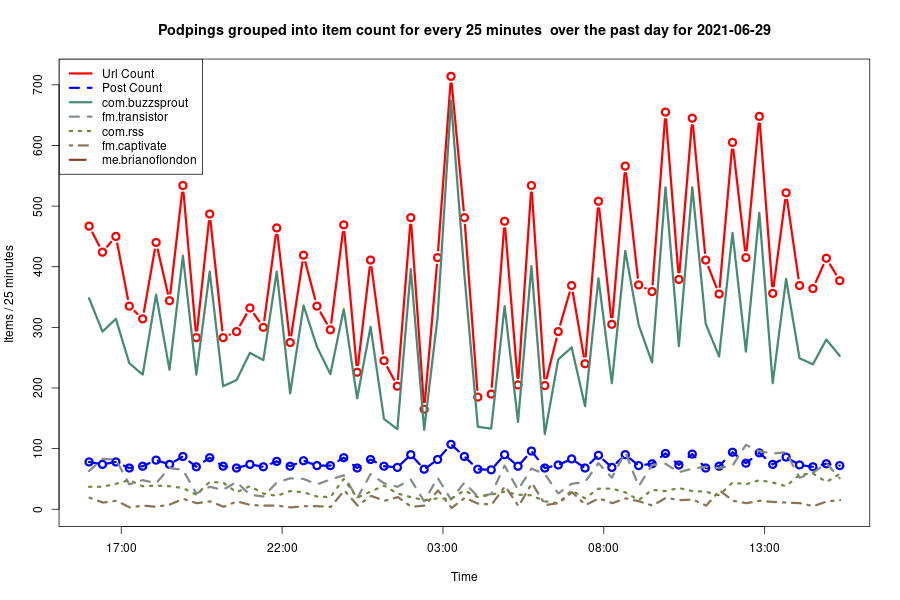 Podpings grouped into item count for every 25 minutes  over the past day for 2021-06-29
Url Count
Post Count
com.buzzsprout
fm.transistor
com.rss
fm.captivate
me.brianoflondon
700
600
500
400
300
200
100
0
Items / 25 minutes
17:00 22:00 03:00 08:00 13:00
Time